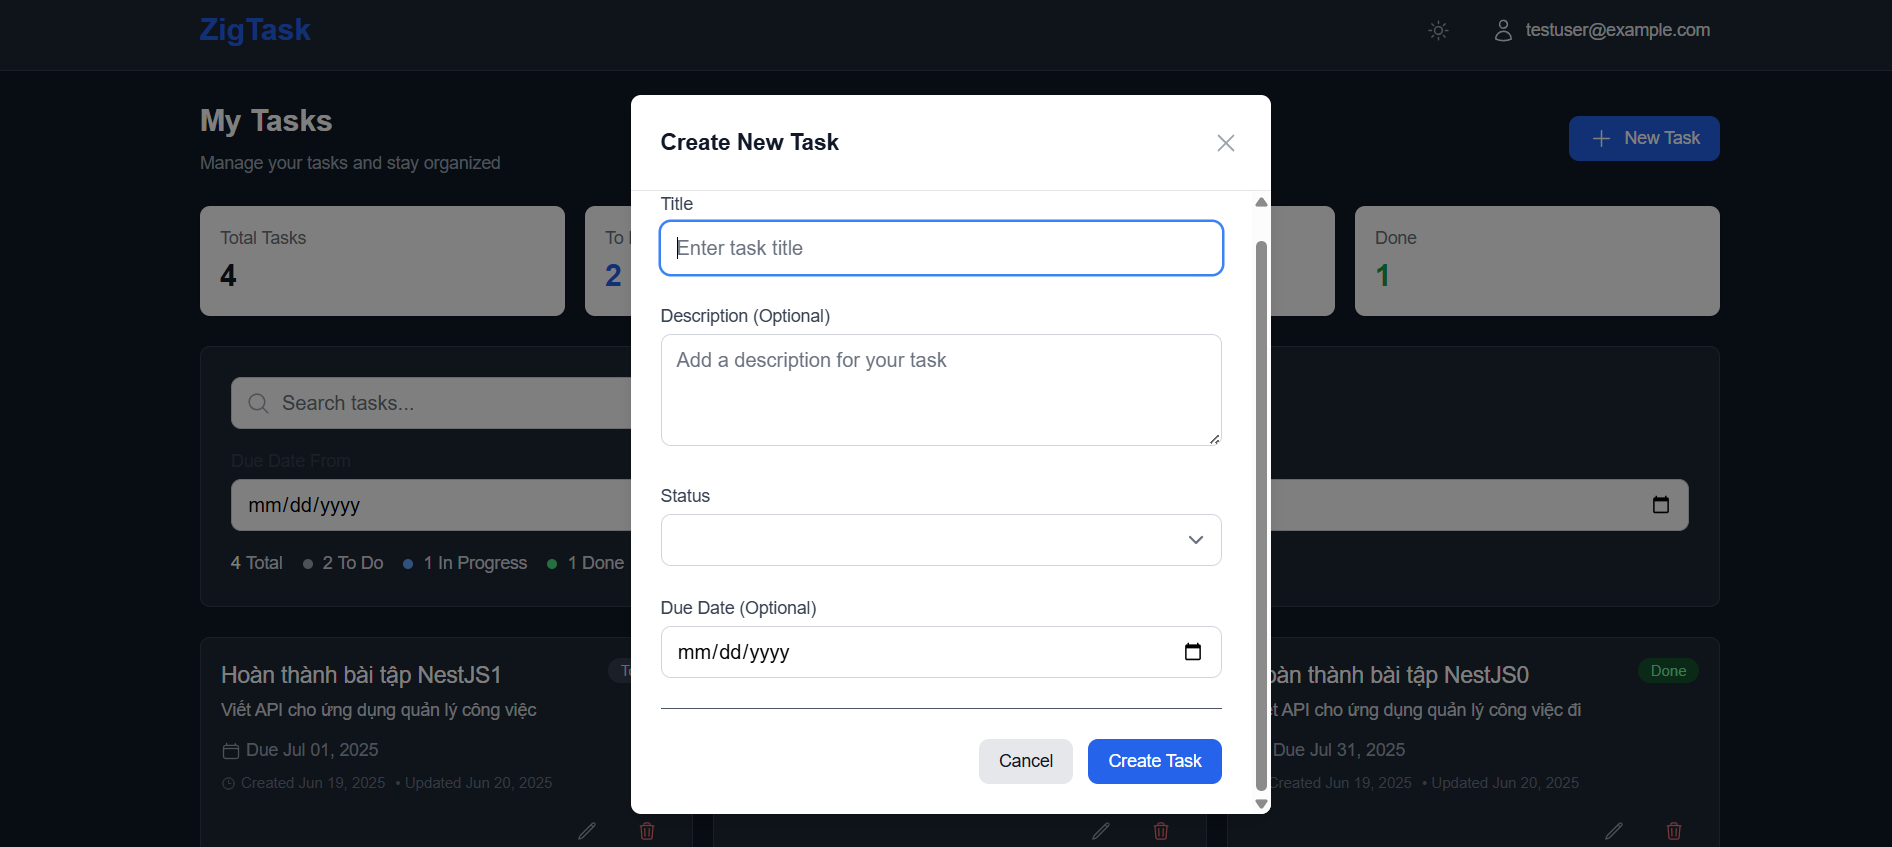 ZigTask
testuser@example.com
My Tasks
Manage your tasks and stay organized
New Task
Total Tasks
4
To
2
Done
1
Search tasks...
Due Date From
mm/dd/yyyy
4 Total 2 To Do 1 In Progress 1 Done
Create New Task
Title
Enter task title
Description (Optional)
Add a description for your task
Status
Due Date (Optional)
mm/dd/yyyy
Cancel
Create Task
Hoàn thành bài tập NestJS1
Viết API cho ứng dụng quản lý công việc
Due Jul 01, 2025
Created Jun 19, 2025 • Updated Jun 20, 2025
thành bài tập NestJS0
Done
API cho ứng dụng quản lý công việc đi
Due Jul 31, 2025
Created Jun 19, 2025 • Updated Jun 20, 2025